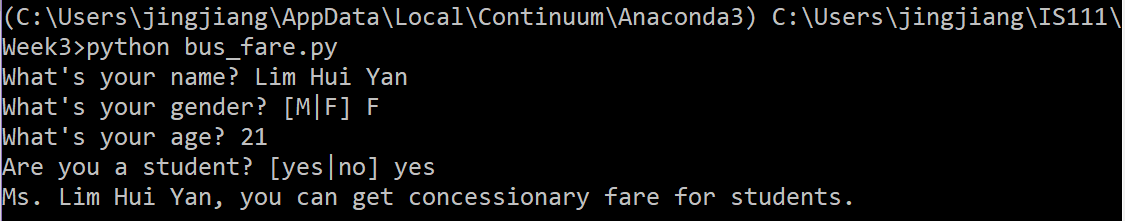 (C:\Users\jingjiang\AppData\Local\Continuum\Anaconda3) C:\Users\jingjiang\IS111\
Week3>python bus_fare.py
What's your name? Lim Hui Yan
What's your gender? [M|F] F
What's your age? 21
Are you a student? [yes|no] yes
Ms. Lim Hui Yan, you can get concessionary fare for students.